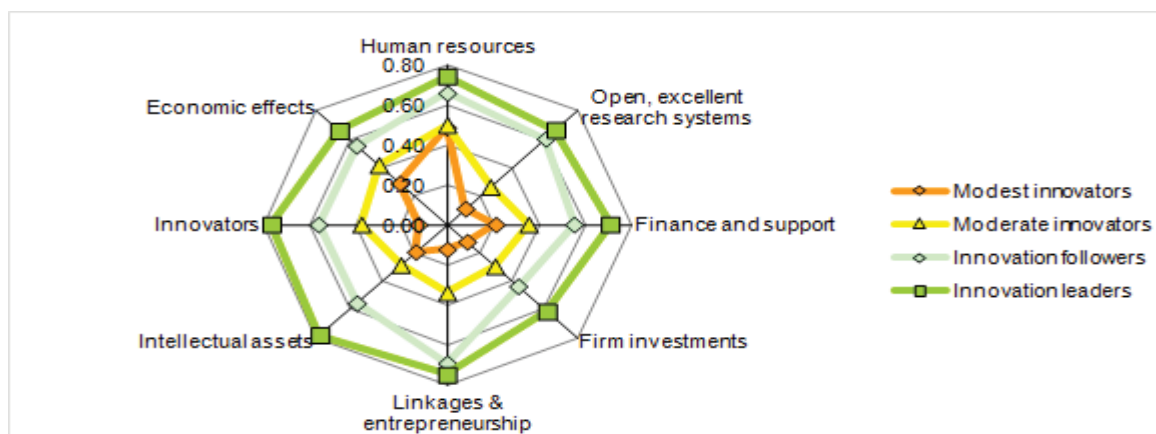 Human resources
0.80
Economic effects
Open, excellent
research systems
0.60
0.40
0.20
Modest innovators
Innovators
0.00
Finance and support
Moderate innovators
Innovation followers
Innovation leaders
Intellectual assets
Firm investments
Linkages &
entrepreneurship